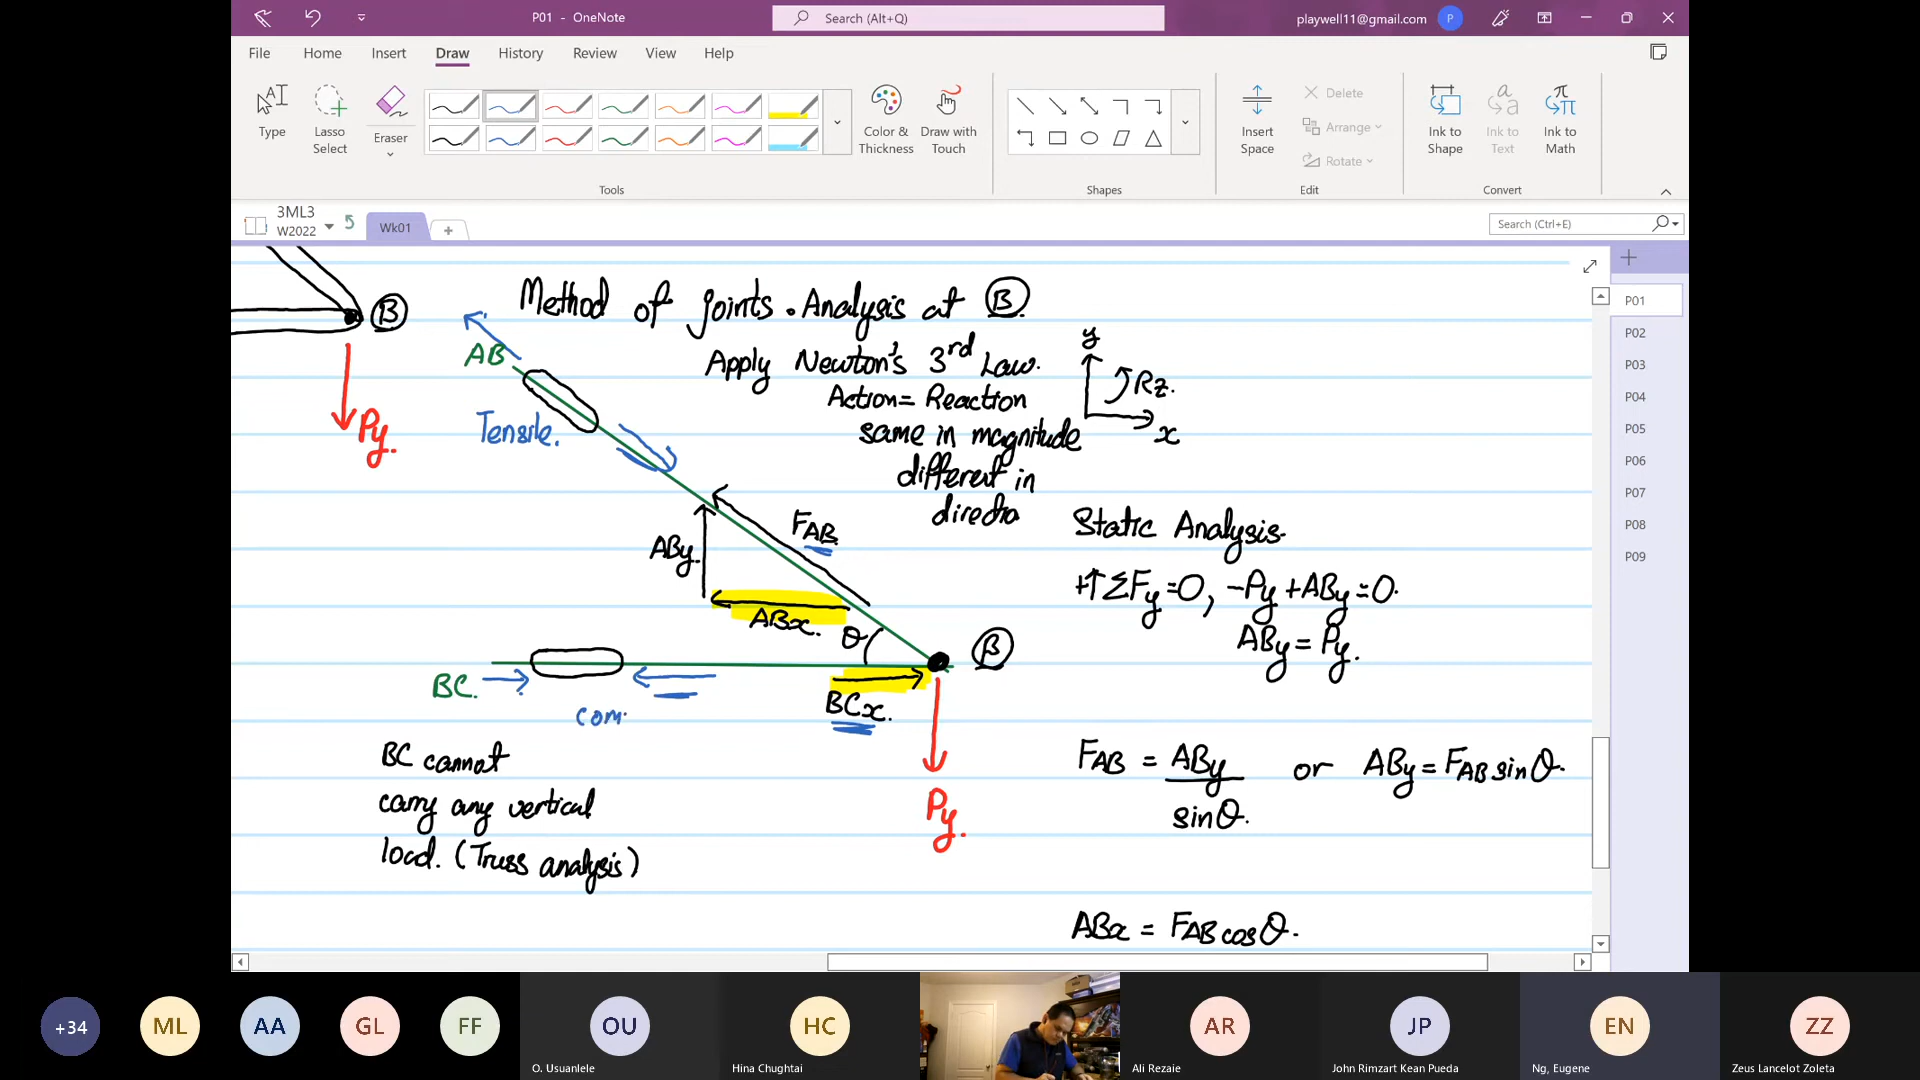 P01 - OneNote
Search (Alt+Q)
playwell11@gmail.com
P
File
Home
Insert
Draw
History
Review
View
Help
Type
Lasso Select
Eraser
Color & Thickness
Draw with Touch
Insert Space
Delete
Arrange
Rotate
Ink to Shape
Ink to Text
Ink to Math
Tools
Shapes
Edit
Convert
3ML3
W2022
Wk01
Search (Ctrl+E)
P01
P02
P03
P04
P05
P06
P07
P08
P09
Method of joints. Analysis at B
B
Py.
AB
Tensile.
Apply Newton's 3rd Law.
Action = Reaction
same in magnitude
different in
directio
y
Rz.
x
FAB
ABy.
ABx.
θ
B
BC.
com.
BCx.
Py.
Static Analysis.
+↑ΣFy=0, -Py+ABy=0.
ABy = Py.
BC cannot
carry any vertical
load. (Truss analysis)
FAB = ABy or ABy = FAB sinθ.
sinθ.
ABx = FAB cosθ.
+34
ML
AA
GL
FF
OU
O. Usuanlele
HC
Hina Chughtai
AR
Ali Rezaie
JP
John Rimzart Kean Pueda
EN
Ng, Eugene
ZZ
Zeus Lancelot Zoleta